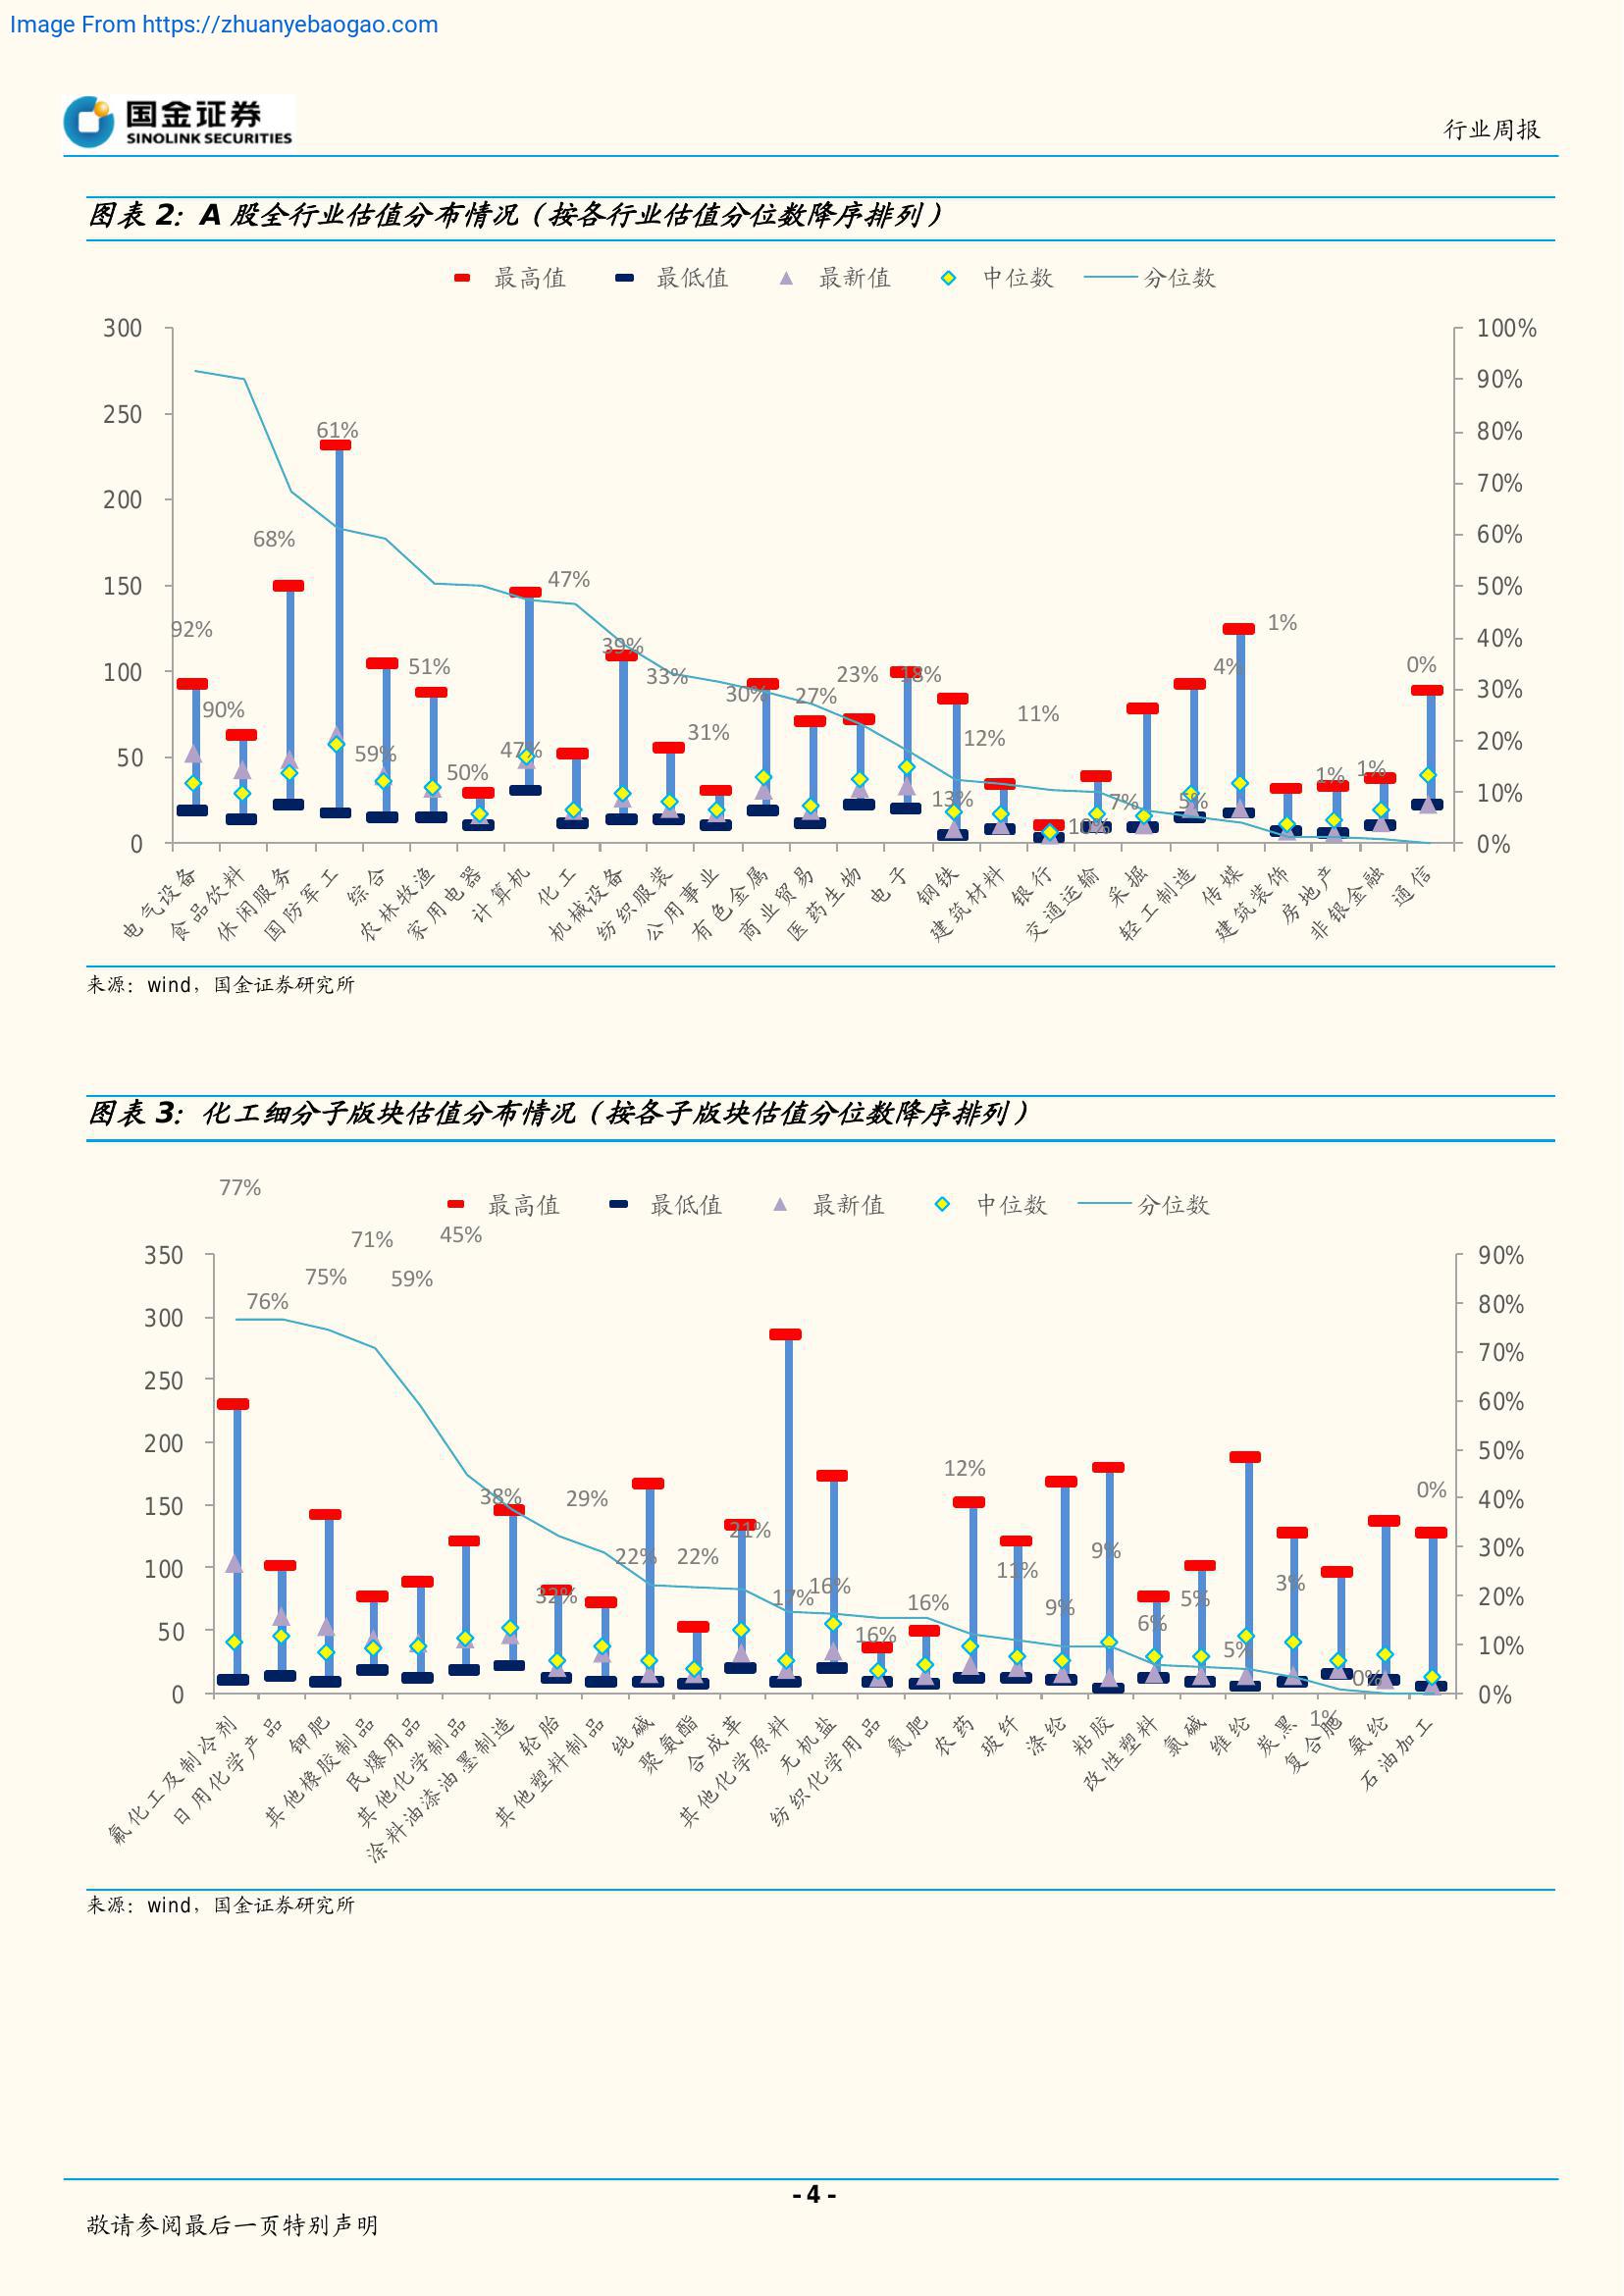 Image From https://zhuanyebaogao.com
国金证券
SINOLINK SECURITIES
行业周报
图表 2: A 股全行业估值分布情况（按各行业估值分位数降序排列）
最高值 最低值 最新值 中位数 分位数
300 100%
90%
250
80%
61%
70%
200
68%
60%
150 47% 50%
92% 1%
39% 40%
100 51% 33% 23% 18% 4% 0%
90% 30% 27% 30%
31% 12% 11%
50 59% 47% 20%
50% 13% 10% 7% 5% 1% 1% 10%
0 0%
电气设备
食品饮料
休闲服务
国防军工
综合
农林牧渔
家用电器
计算机
化工
机械设备
纺织服装
公用事业
有色金属
商业贸易
医药生物
电子
钢铁
建筑材料
银行
交通运输
采掘
轻工制造
传媒
建筑装饰
房地产
非银金融
通信
来源：wind，国金证券研究所
图表 3: 化工细分子版块估值分布情况（按各子版块估值分位数降序排列）
77%
最高值 最低值 最新值 中位数 分位数
71% 45%
350 90%
75% 59%
76%
300 80%
70%
250
60%
200
50%
12%
150 38% 29% 0% 40%
21%
22% 22% 9% 30%
100 11%
32% 17% 16% 3% 20%
16% 9% 5%
50 16% 6%
5% 10%
0% 
0 0%
1%
氟化工及制冷剂
日用化学产品
钾肥
其他橡胶制品
民爆用品
其他化学制品
涂料油漆油墨制造
轮胎
其他塑料制品
纯碱
聚氨酯
合成革
其他化学原料
无机盐
纺织化学用品
氮肥
农药
玻纤
涤纶
粘胶
改性塑料
氯碱
维纶
炭黑
复合肥
氨纶
石油加工
来源：wind，国金证券研究所
- 4 -
敬请参阅最后一页特别声明